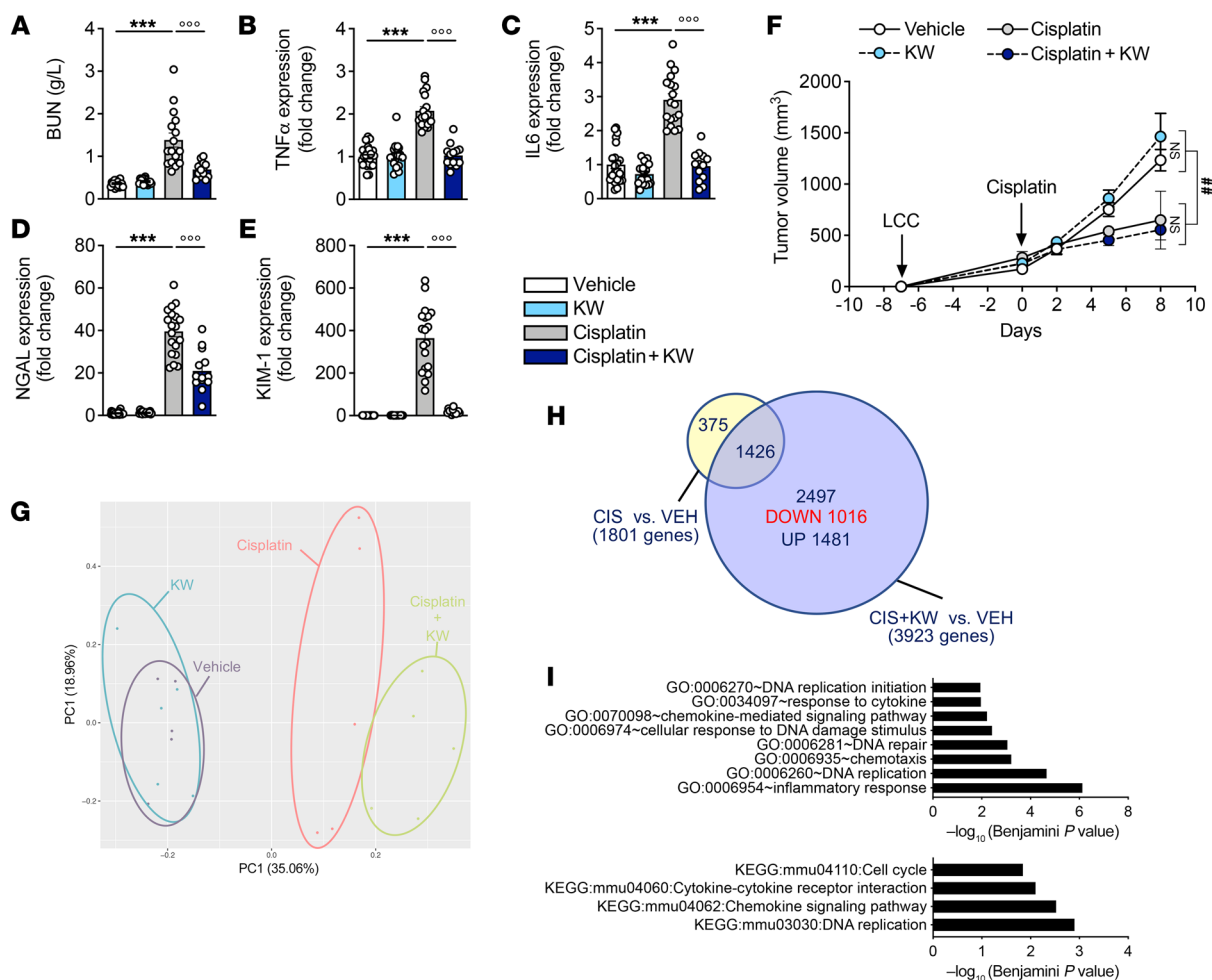 A
BUN (g/L)
4
3
2
1
0
***
°°°
B
TNFα expression
(fold change)
4
3
2
1
0
***
°°°
C
IL6 expression
(fold change)
5
4
3
2
1
0
***
°°°
D
NGAL expression
(fold change)
80
60
40
20
0
***
°°°
E
KIM-1 expression
(fold change)
800
600
400
200
0
***
°°°
Vehicle
KW
Cisplatin
Cisplatin + KW
F
Vehicle
Cisplatin
KW
Cisplatin + KW
Tumor volume (mm3)
2000
1500
1000
500
0
LCC
Cisplatin
NS
NS
##
-10 -8 -6 -4 -2 0 2 4 6 8 10
Days
G
PC1 (18.96%)
0.4
0.2
0.0
−0.2
Cisplatin
KW
Vehicle
Cisplatin
+
KW
−0.2 0.0 0.2
PC1 (35.06%)
H
375
1426
2497
DOWN 1016
UP 1481
CIS vs. VEH
(1801 genes)
CIS+KW vs. VEH
(3923 genes)
I
GO:0006270~DNA replication initiation
GO:0034097~response to cytokine
GO:0070098~chemokine-mediated signaling pathway
GO:0006974~cellular response to DNA damage stimulus
GO:0006281~DNA repair
GO:0006935~chemotaxis
GO:0006260~DNA replication
GO:0006954~inflammatory response
0 2 4 6 8
–log10 (Benjamini P value)
KEGG:mmu04110:Cell cycle
KEGG:mmu04060:Cytokine-cytokine receptor interaction
KEGG:mmu04062:Chemokine signaling pathway
KEGG:mmu03030:DNA replication
0 1 2 3 4
–log10 (Benjamini P value)